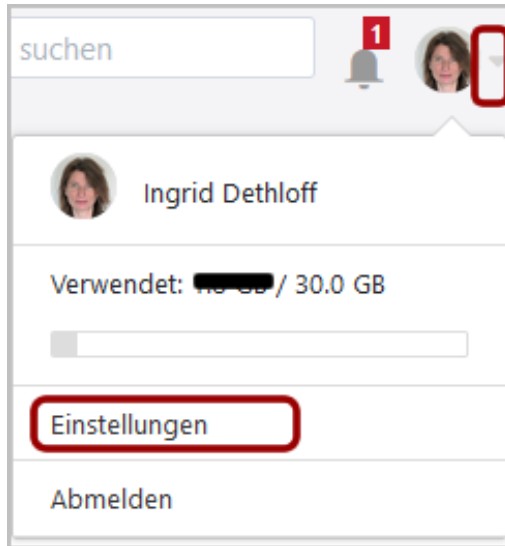 suchen
1
Ingrid Dethloff
Verwendet: / 30.0 GB
Einstellungen
Abmelden